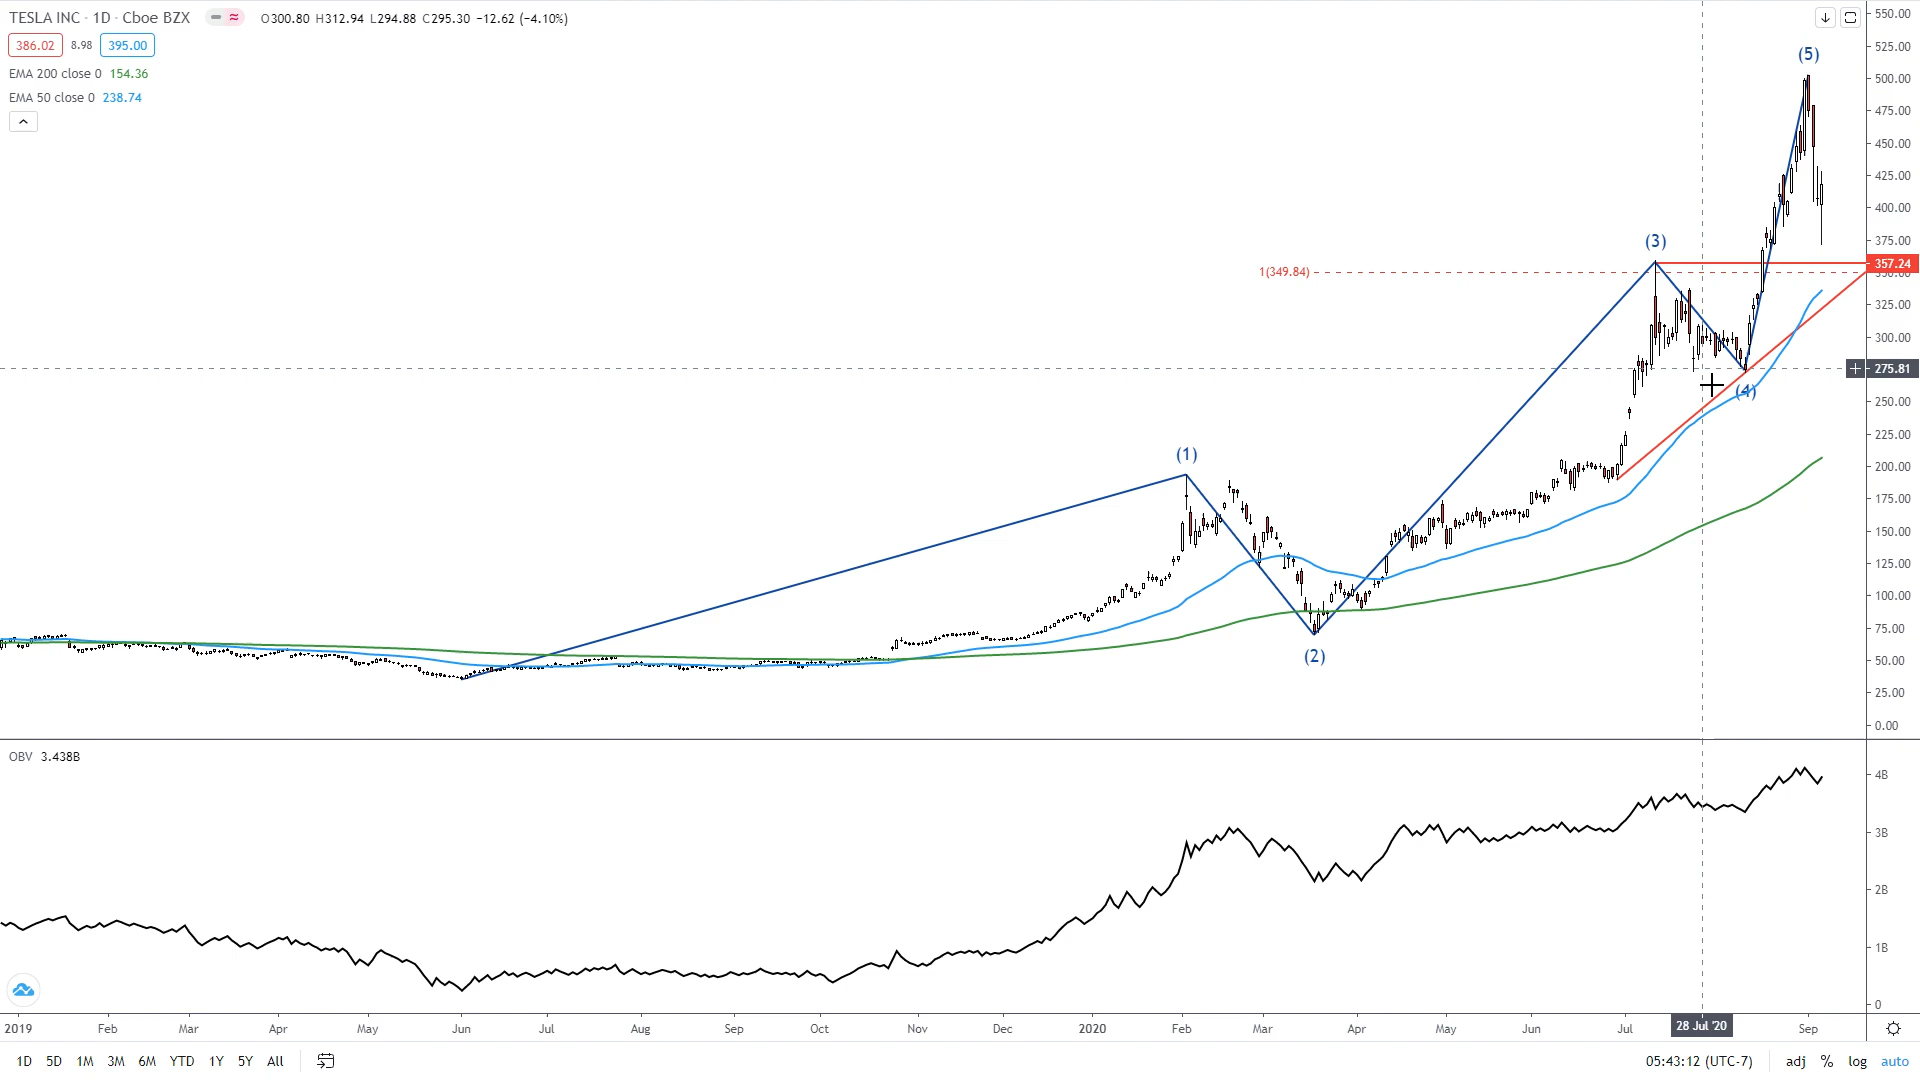 TESLA INC · 1D · Cboe BZX O300.80 H312.94 L294.88 C295.30 −12.62 (−4.10%)
386.02 8.98 395.00
EMA 200 close 0 154.36
EMA 50 close 0 238.74
550.00
525.00
(5)
500.00
475.00
450.00
425.00
400.00
375.00
(3)
357.24
1(349.84)
325.00
300.00
275.81
(4)
250.00
225.00
(1)
200.00
175.00
150.00
125.00
100.00
75.00
(2)
50.00
25.00
0.00
OBV 3.438B
4B
3B
2B
1B
0
2019 Feb Mar Apr May Jun Jul Aug Sep Oct Nov Dec 2020 Feb Mar Apr May Jun Jul 28 Jul '20 Sep
1D 5D 1M 3M 6M YTD 1Y 5Y All 05:43:12 (UTC-7) adj % log auto